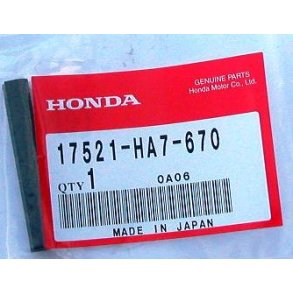 GENUINE PARTS
Honda Motor Co., Ltd.
HONDA
17521-HA7-670
QTY 1 0A06
MADE IN JAPAN